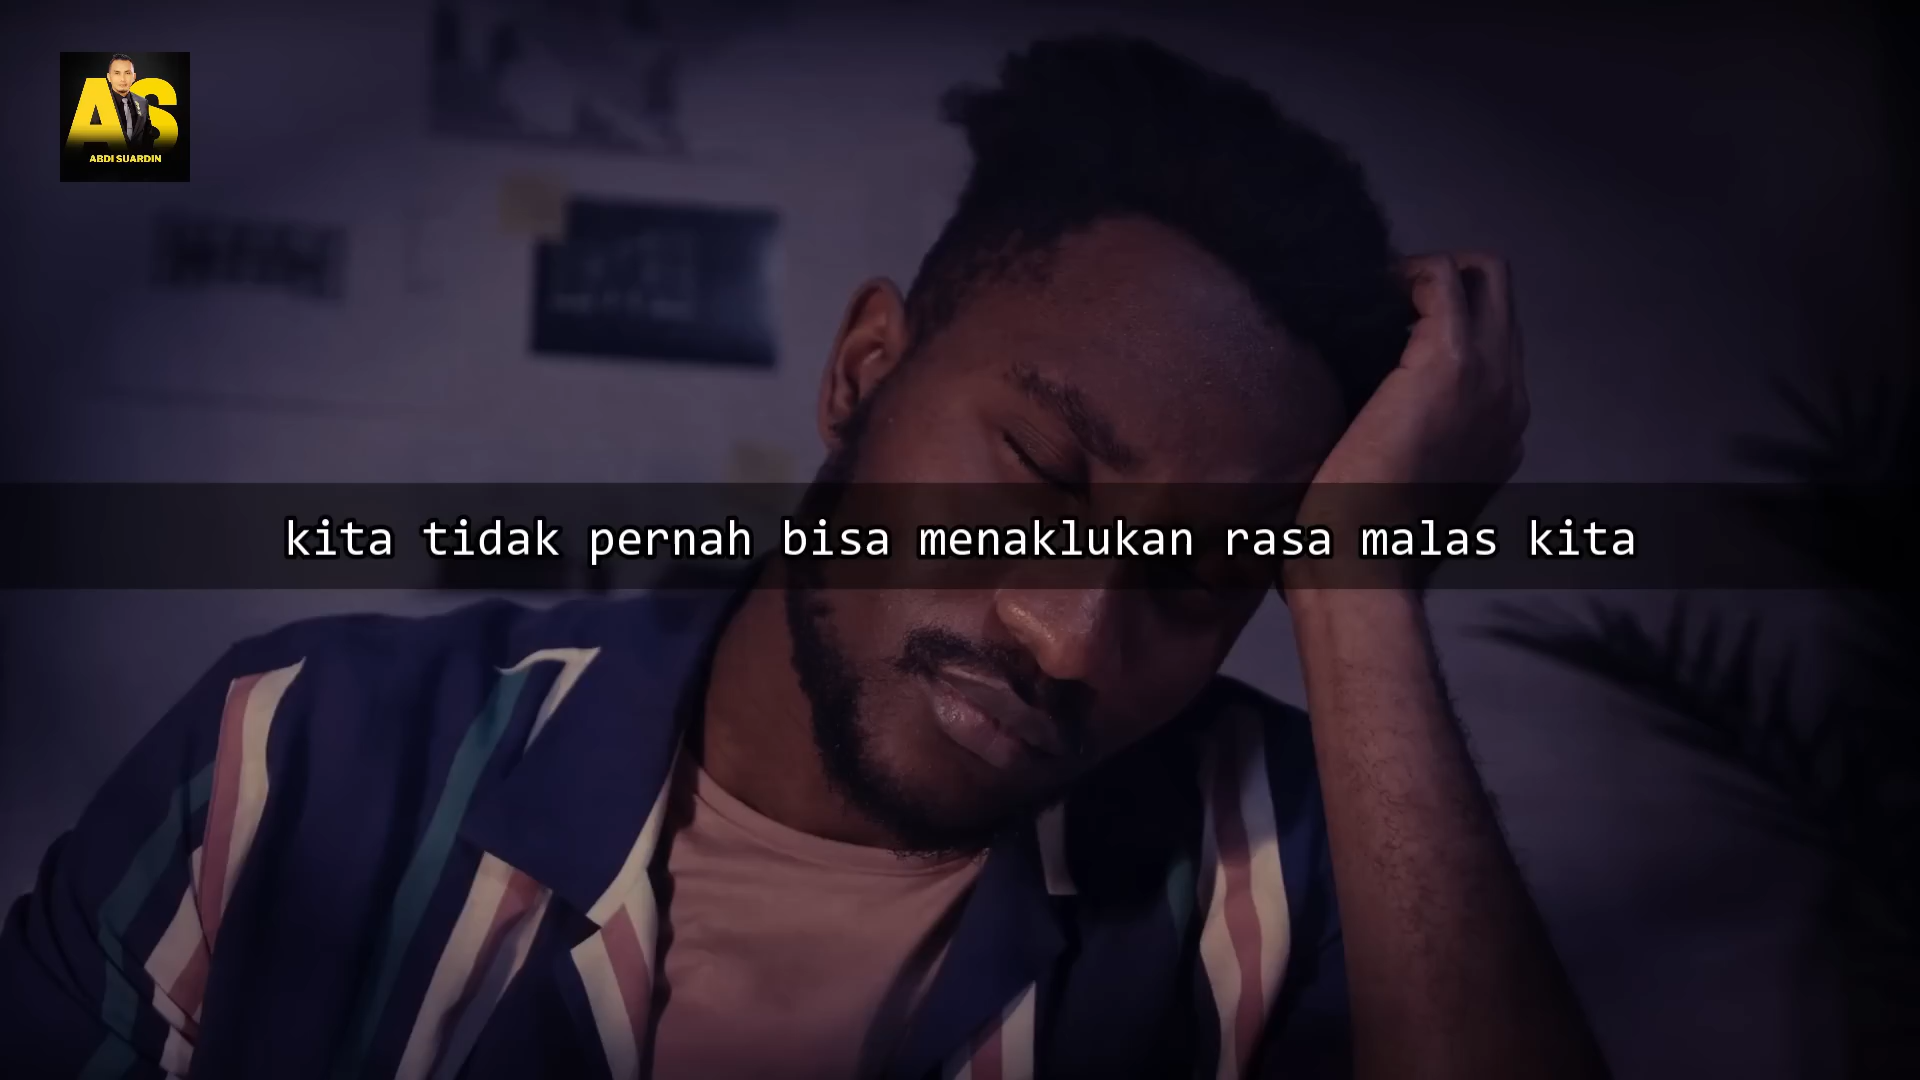 AS
ABDI SUARDIN
kita tidak pernah bisa menaklukan rasa malas kita